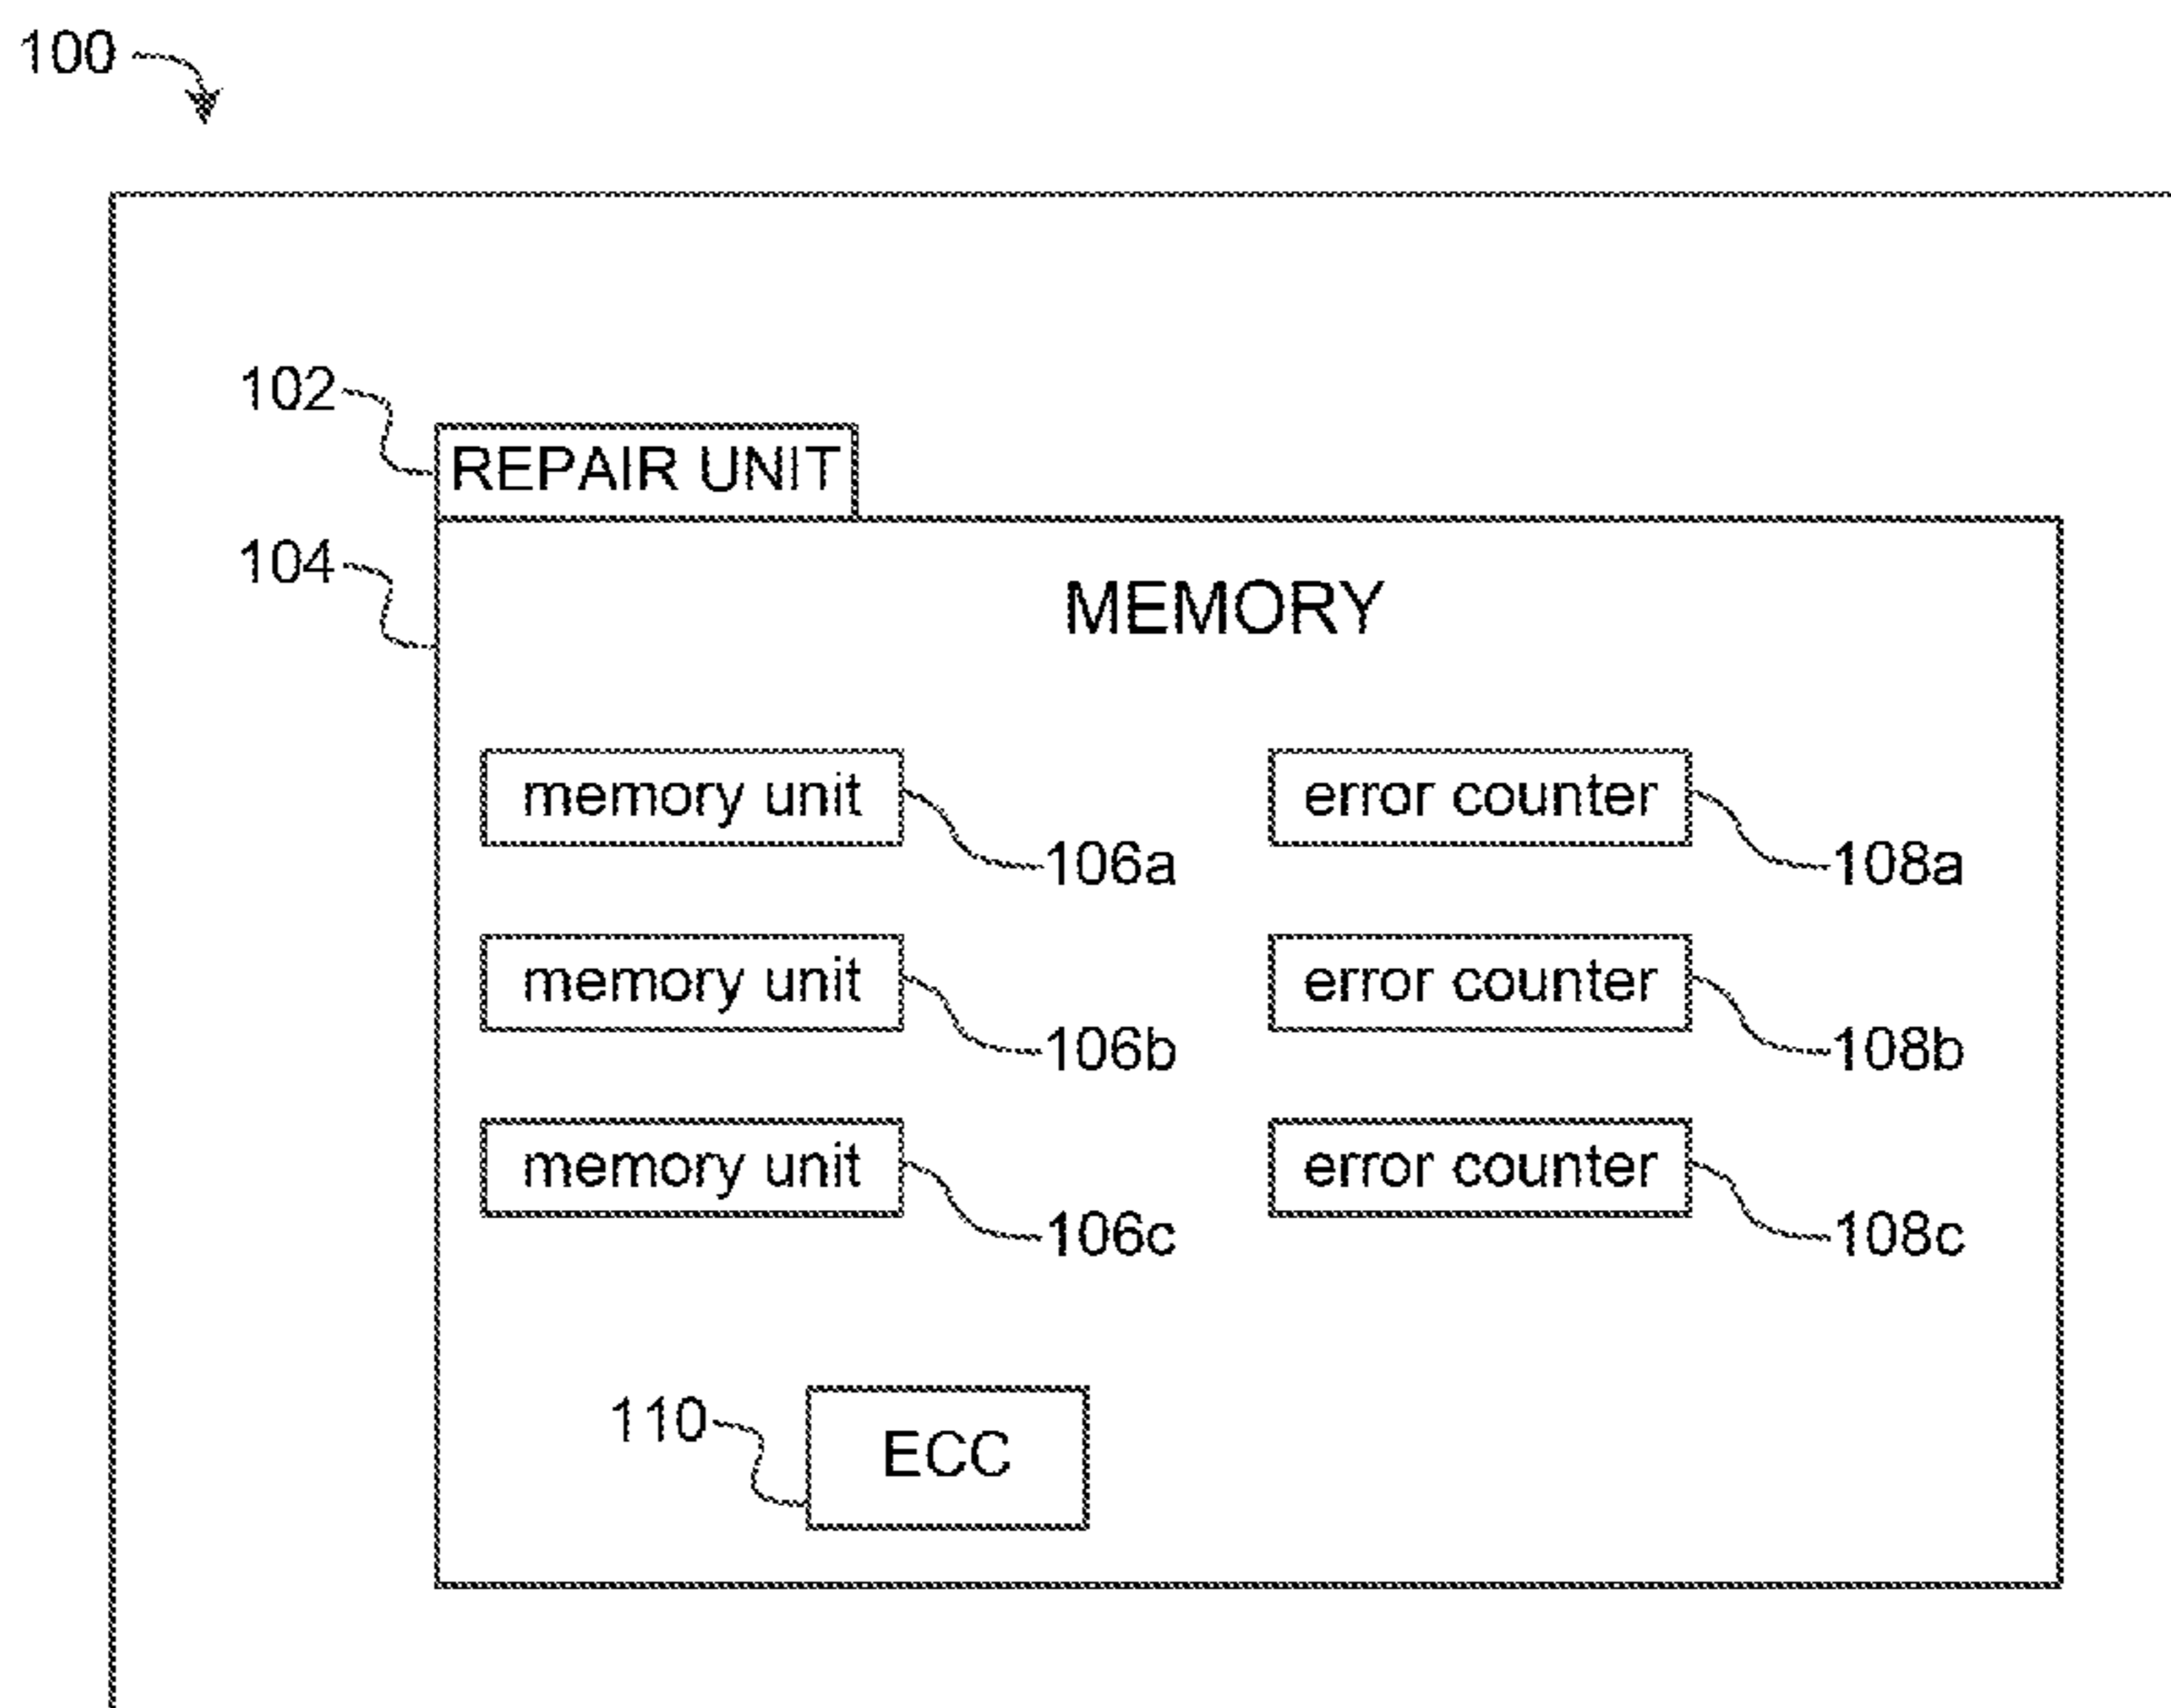 100
102
REPAIR UNIT
104
MEMORY
memory unit
error counter
106a
108a
memory unit
error counter
106b
108b
memory unit
error counter
106c
108c
110
ECC